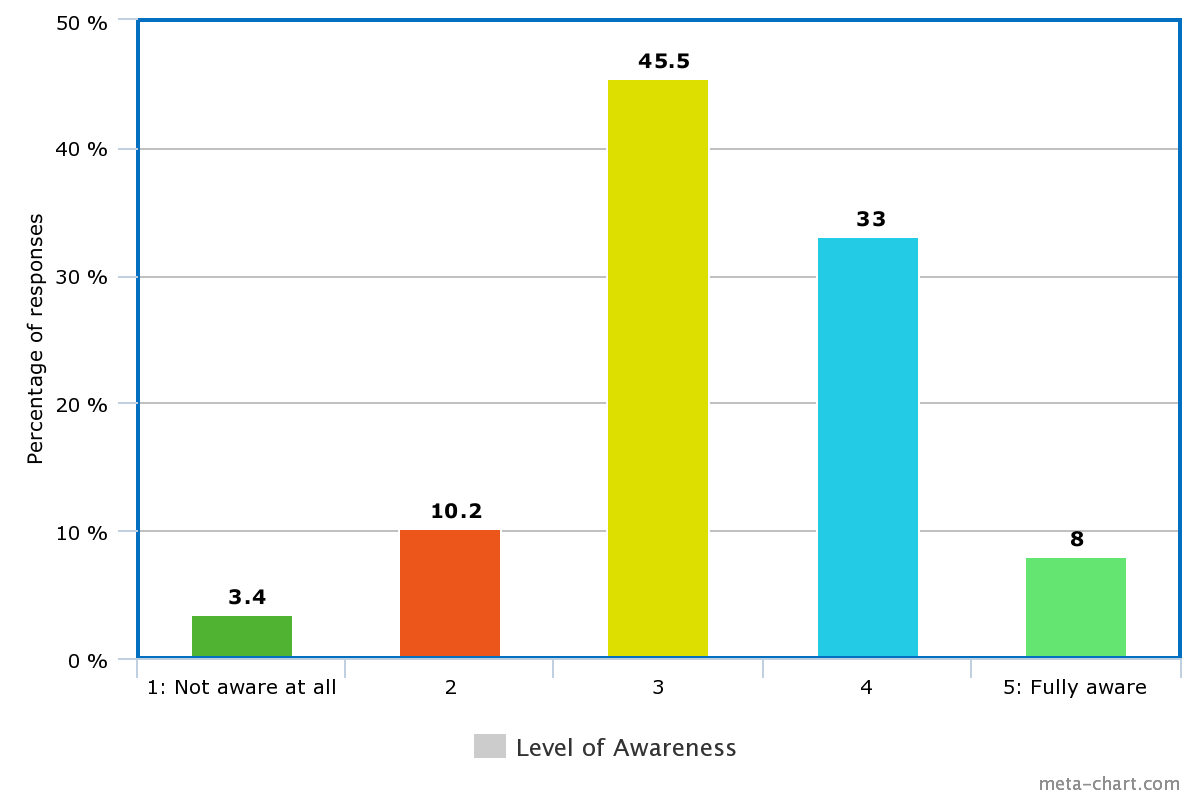 50 %
45.5
40 %
33
30 %
20 %
10.2
10 %
8
3.4
0 %
Percentage of responses
1: Not aware at all
2
3
4
5: Fully aware
Level of Awareness
meta-chart.com